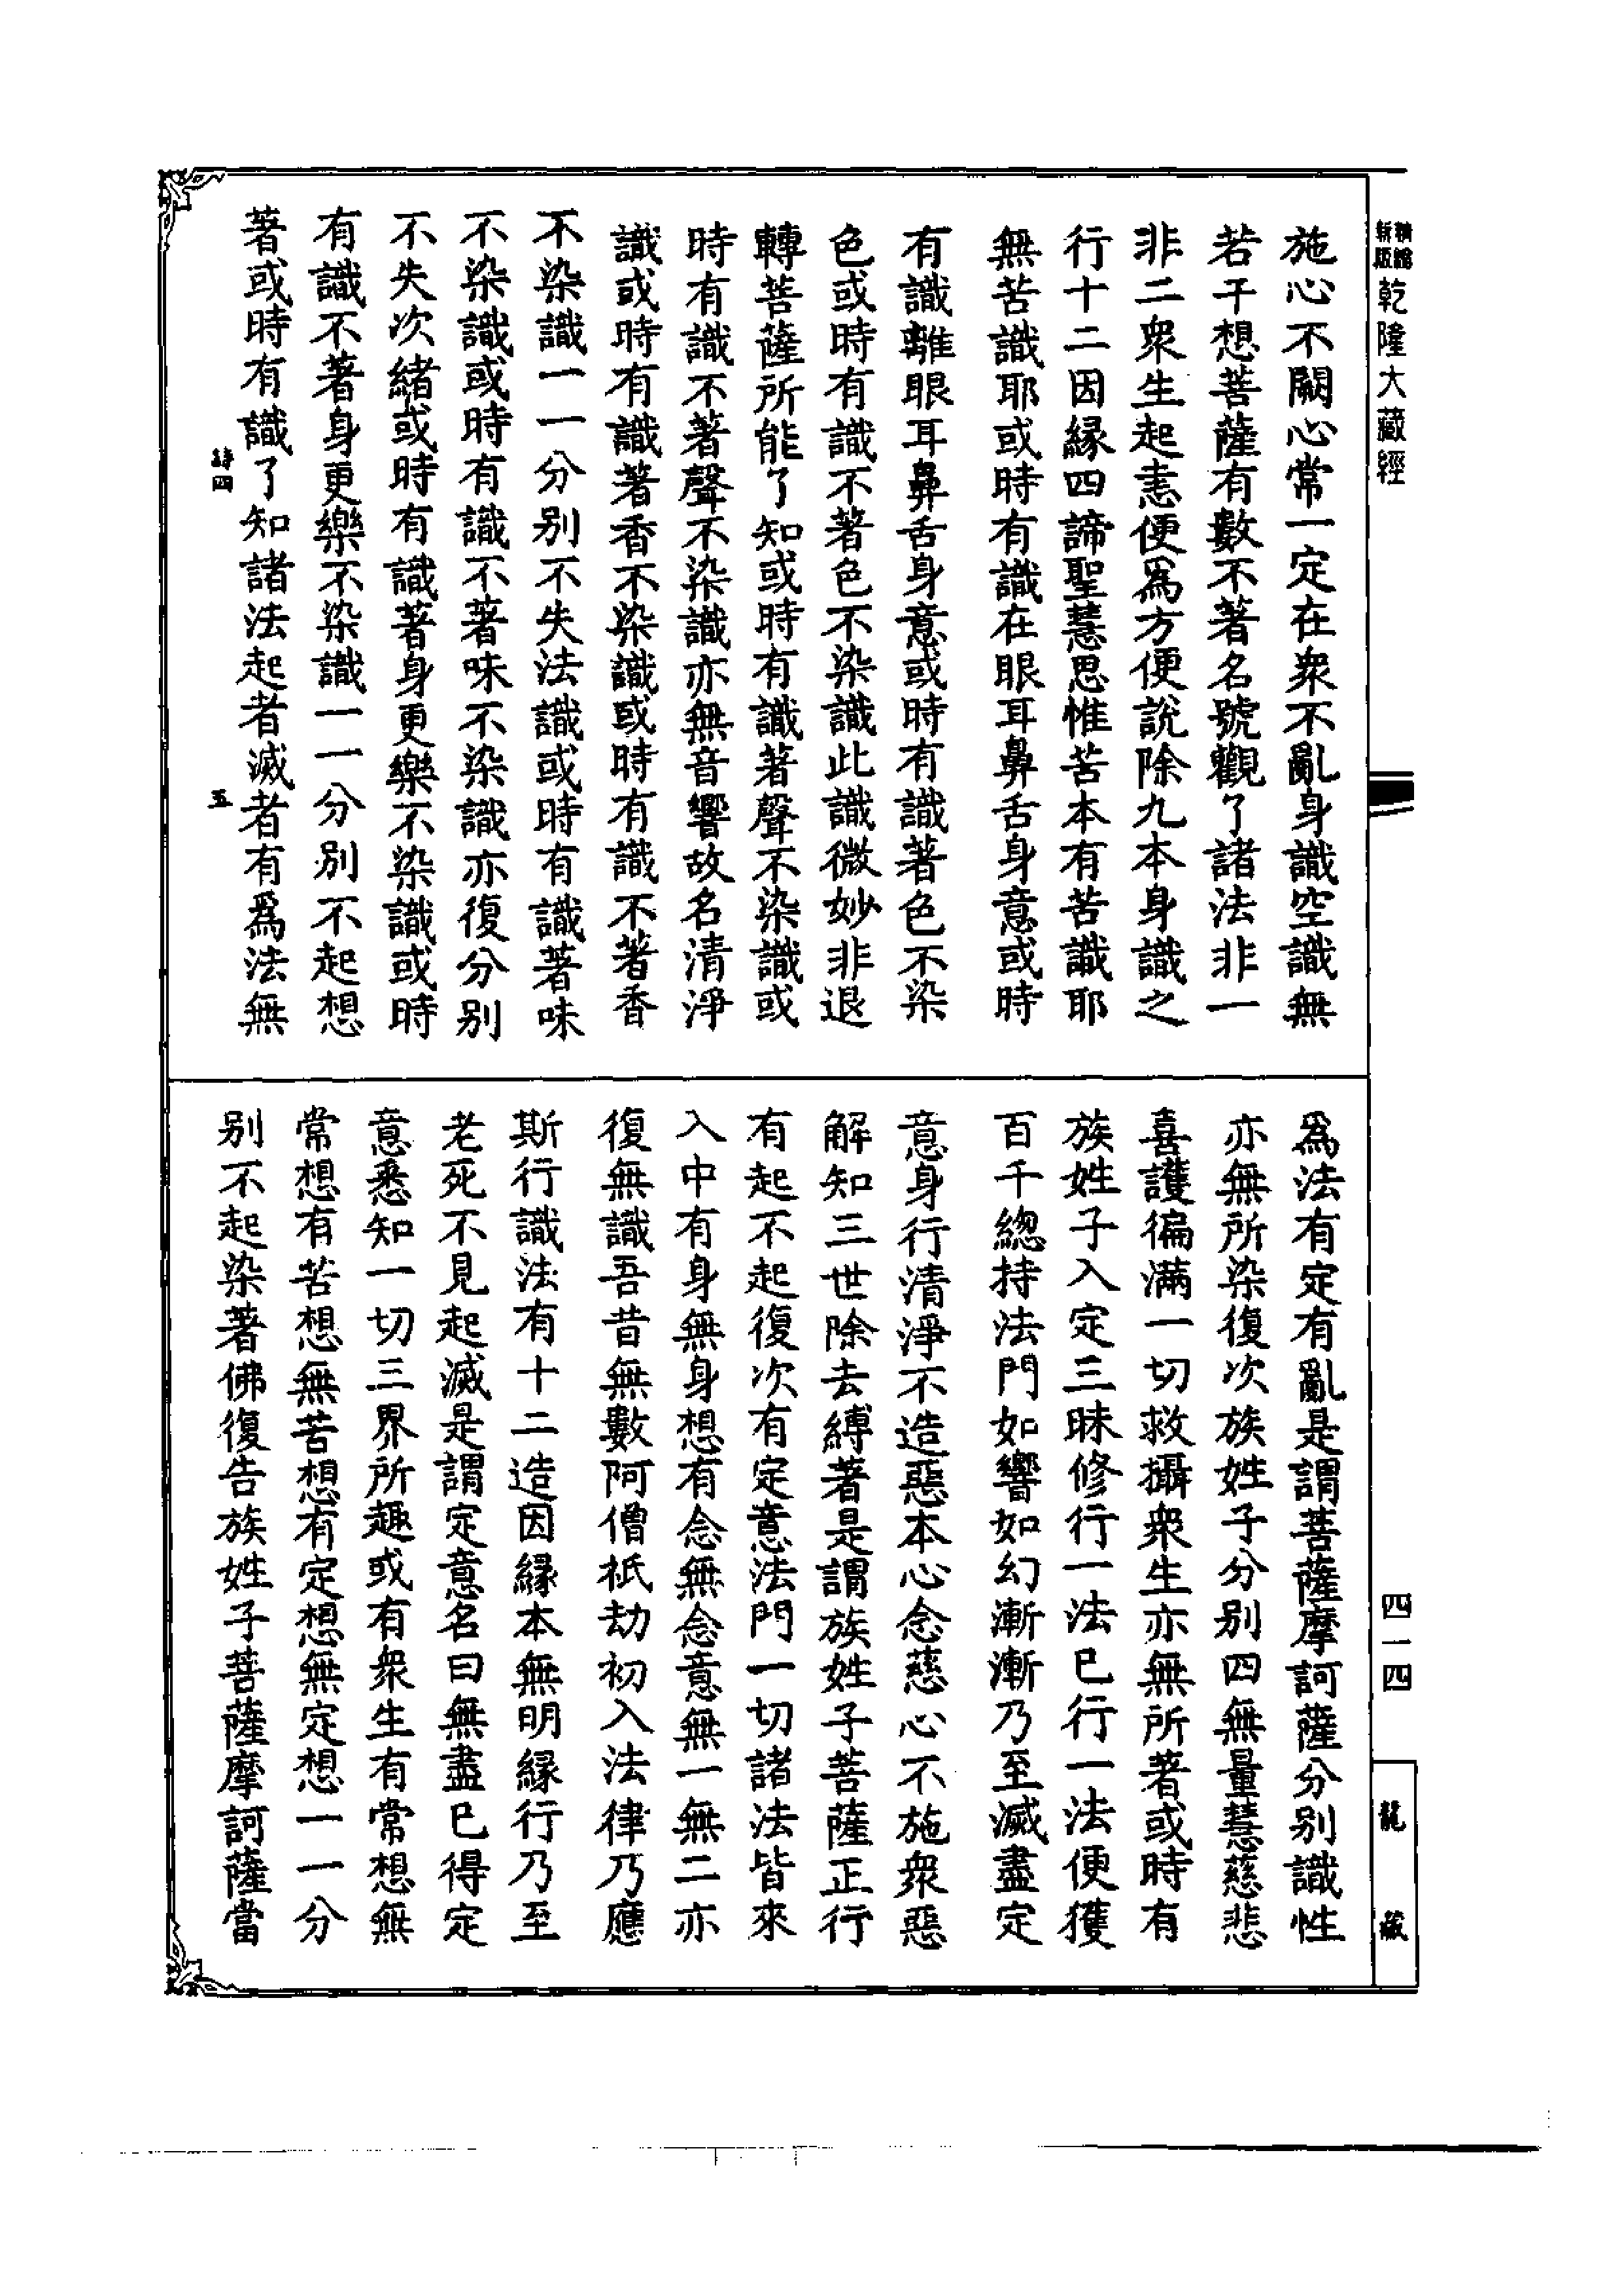 乾隆大藏經
施心不闕心常一定在衆不亂身識空識無
若干想菩薩有數不著名號觀了諸法非一
非二衆生起恚便爲方便說除九本身識之
行十二因緣四諦聖慧思惟苦本有苦識耶
無苦識耶或時有識在眼耳鼻舌身意或時
有識離眼耳鼻舌身意或時有識著色不染
色或時有識不著色不染識此識微妙非退
轉菩薩所能了知或時有識著聲不染識或
時有識不著聲不染識亦無音響故名清淨
識或時有識著香不染識或時有識不著香
不染識一一分別不失法識或時有識著味
不染識或時有識不著味不染識亦復分別
不失次緒或時有識著身更樂不染識或時
有識不著身更樂不染識一一分別不起想
著或時有識了知諸法起者滅者有爲法無
四
五
爲法有定有亂是謂菩薩摩訶薩分別識性
亦無所染復次族姓子分別四無量慧慈悲
喜護徧滿一切救攝衆生亦無所著或時有
族姓子入定三昧修行一法已行一法便獲
百千總持法門如響如幻漸漸乃至滅盡定
意身行清淨不造惡本心念慈心不施衆惡
解知三世除去縛著是謂族姓子菩薩正行
有起不起復次有定意法門一切諸法皆來
入中有身無身想有念無念意無一無二亦
復無識吾昔無數阿僧祇劫初入法律乃應
斯行識法有十二造因緣本無明緣行乃至
老死不見起滅是謂定意名曰無盡已得定
意悉知一切三界所趣或有衆生有常想無
常想有苦想無苦想有定想無定想一一分
別不起染著佛復告族姓子菩薩摩訶薩當
四一四
龍藏